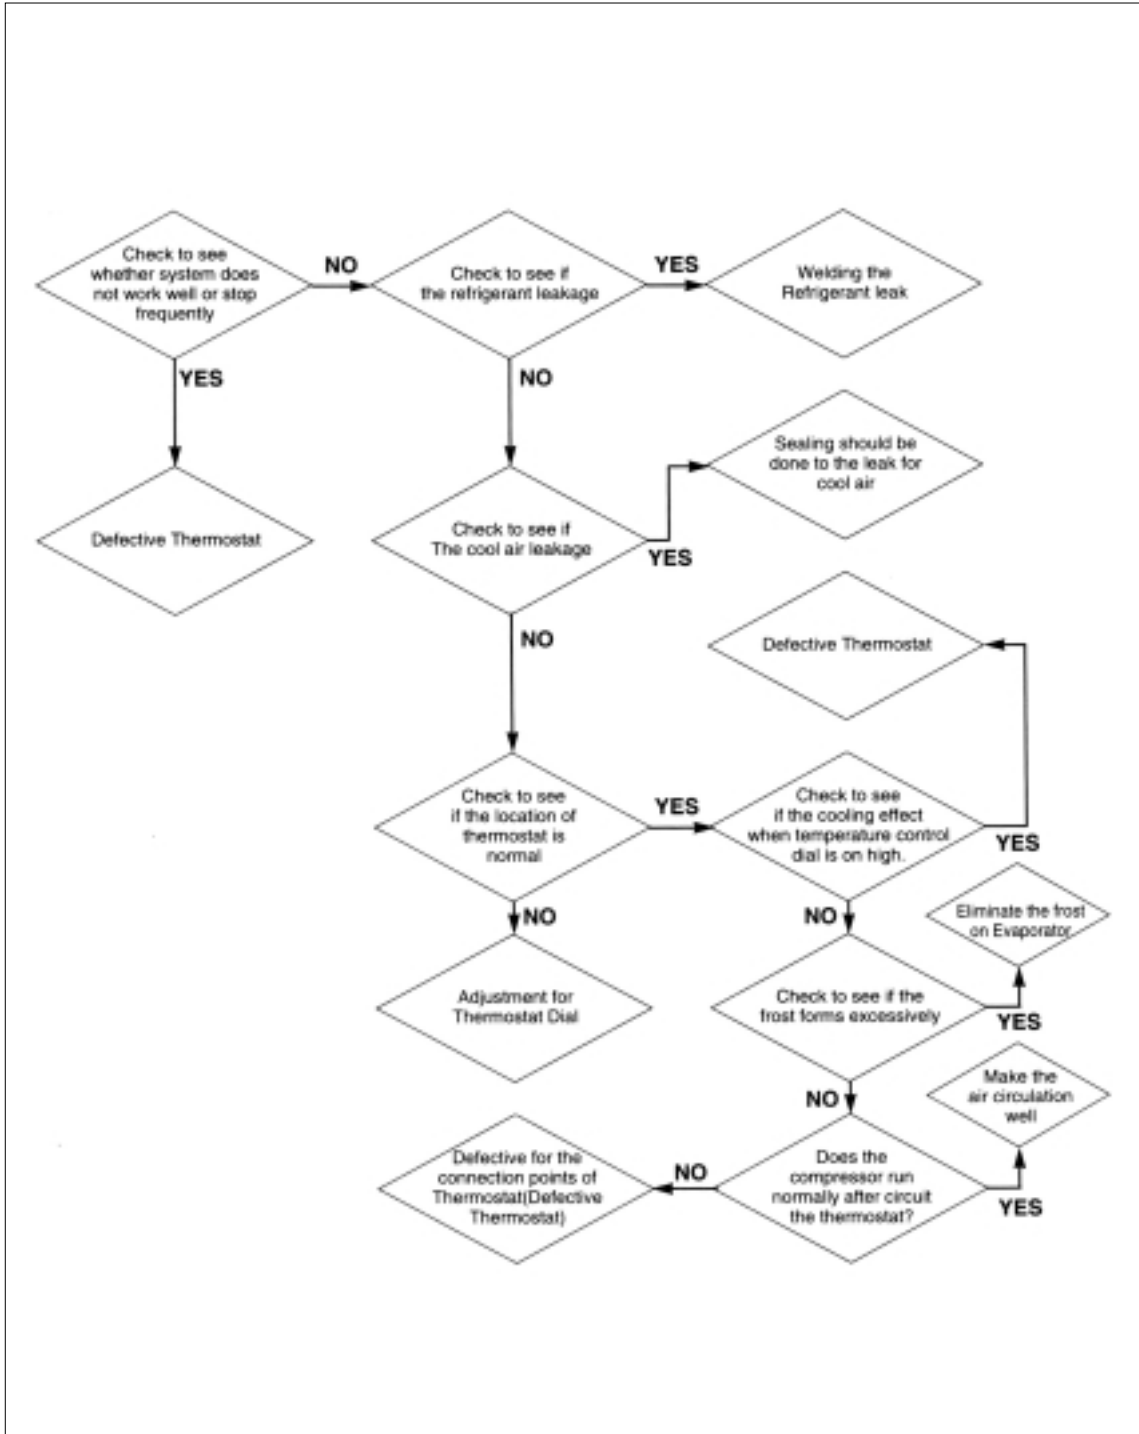 Check to see
whether system does
not work well or stop
frequently
NO
Check to see if
the refrigerant leakage
YES
Welding the
Refrigerant leak
YES
NO
Sealing should be
done to the leak for
cool air
Defective Thermostat
Check to see if
The cool air leakage
YES
NO
Defective Thermostat
Check to see
if the location of
thermostat is
normal
YES
Check to see
if the cooling effect
when temperature control
dial is on high.
YES
NO
NO
Eliminate the frost
on Evaporator
Adjustment for
Thermostat Dial
Check to see if the
frost forms excessively
YES
NO
Make the
air circulation
well
Defective for the
connection points of
Thermostat(Defective
Thermostat)
NO
Does the
compressor run
normally after circuit
the thermostat?
YES